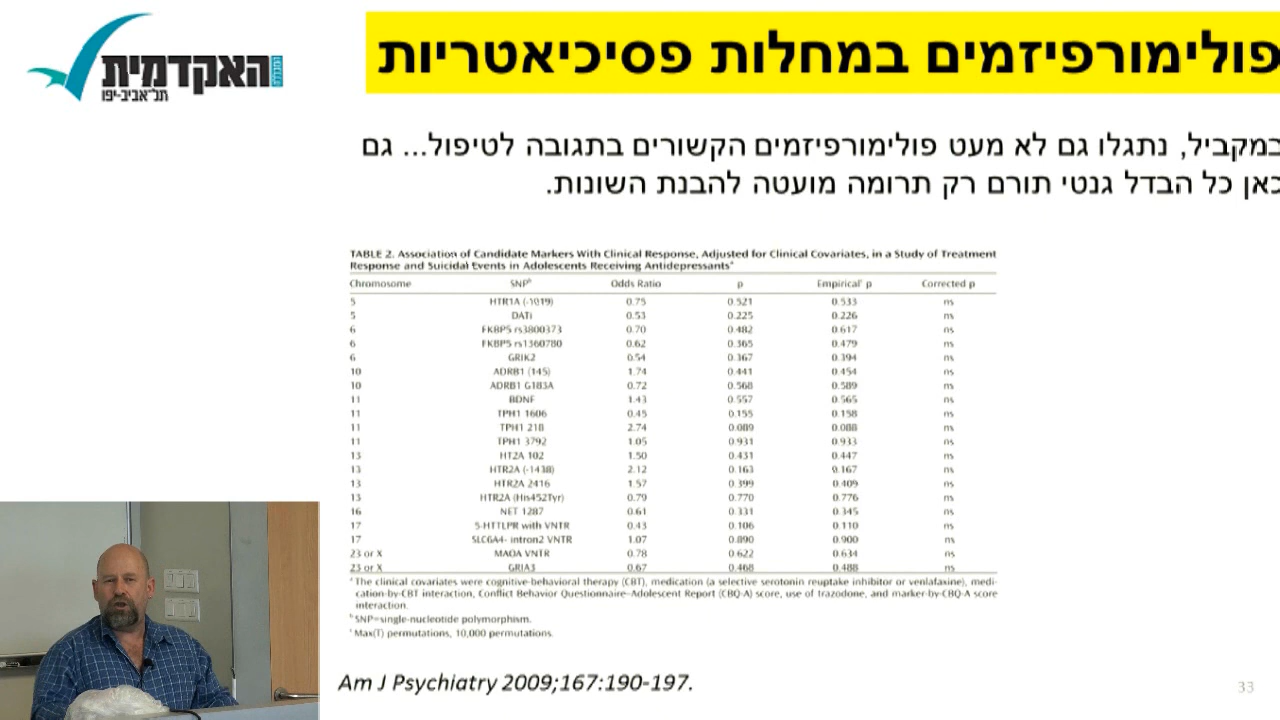 האקדמית
תל־אביב-יפו
פולימורפיזמים במחלות פסיכיאטריות
במקביל, נתגלו גם לא מעט פולימורפיזמים הקשורים בתגובה לטיפול... גם
כאן כל הבדל גנטי תורם רק תרומה מועטה להבנת השונות.
TABLE 2. Association of Candidate Markers With Clinical Response, Adjusted for Clinical Covariates, in a Study of Treatment
Response and Suicidal Events in Adolescents Receiving Antidepressantsᵃ
Chromosome SNPᵇ Odds Ratio p Empiricalᶜ p Corrected p
5 HTR1A (-1019) 0.75 0.521 0.533 ns
5 DATi 0.53 0.225 0.226 ns
6 FKBP5 rs3800373 0.70 0.482 0.617 ns
6 FKBP5 rs1360780 0.62 0.365 0.479 ns
6 GRIK2 0.54 0.367 0.394 ns
10 ADRB1 (145) 1.74 0.441 0.454 ns
10 ADRB1 G183A 0.72 0.568 0.589 ns
11 BDNF 1.43 0.557 0.565 ns
11 TPH1 1606 0.45 0.155 0.158 ns
11 TPH1 218 2.74 0.089 0.088 ns
11 TPH1 3792 1.05 0.931 0.933 ns
13 HT2A 102 1.50 0.431 0.447 ns
13 HTR2A (-1438) 2.12 0.163 0.167 ns
13 HTR2A 2416 1.57 0.399 0.409 ns
13 HTR2A (His452Tyr) 0.79 0.770 0.776 ns
16 NET 1287 0.61 0.331 0.345 ns
17 5-HTTLPR with VNTR 0.43 0.106 0.110 ns
17 SLC6A4- intron2 VNTR 1.07 0.890 0.900 ns
23 or X MAOA VNTR 0.78 0.622 0.634 ns
23 or X GRIA3 0.67 0.468 0.488 ns
ᵃ The clinical covariates were cognitive-behavioral therapy (CBT), medication (a selective serotonin reuptake inhibitor or venlafaxine), medi-
cation-by-CBT interaction, Conflict Behavior Questionnaire–Adolescent Report (CBQ-A) score, use of trazodone, and marker-by-CBQ-A score
interaction.
ᵇ SNP=single-nucleotide polymorphism.
ᶜ Max(T) permutations, 10,000 permutations.
Am J Psychiatry 2009;167:190-197.
33